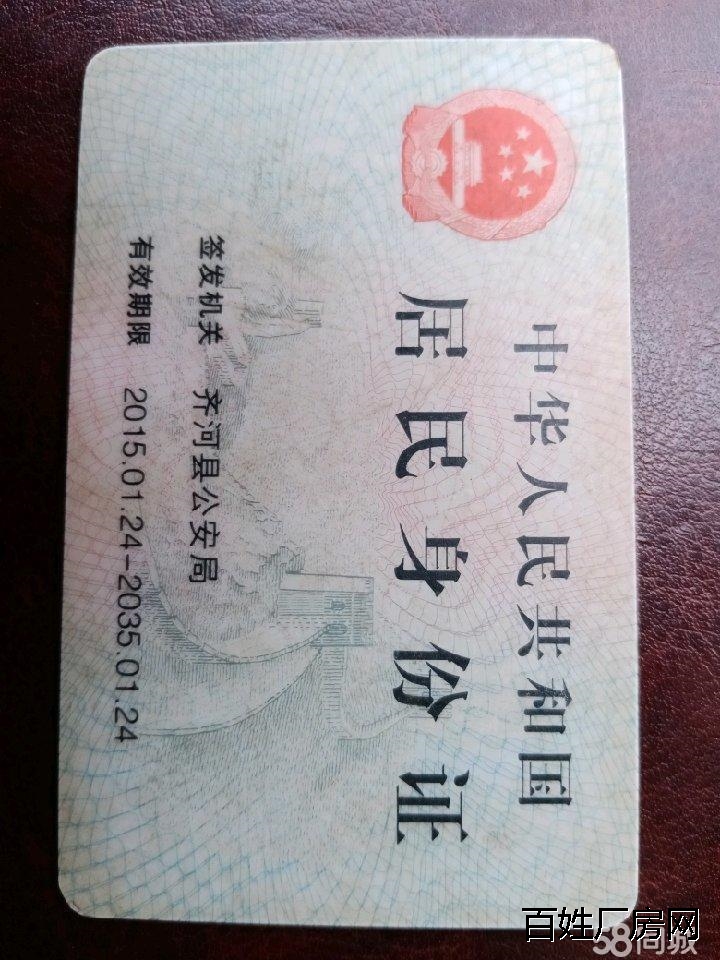 中华人民共和国
居民身份证
签发机关 齐河县公安局
有效期限 2015.01.24-2035.01.24
百姓厂房网
58同城